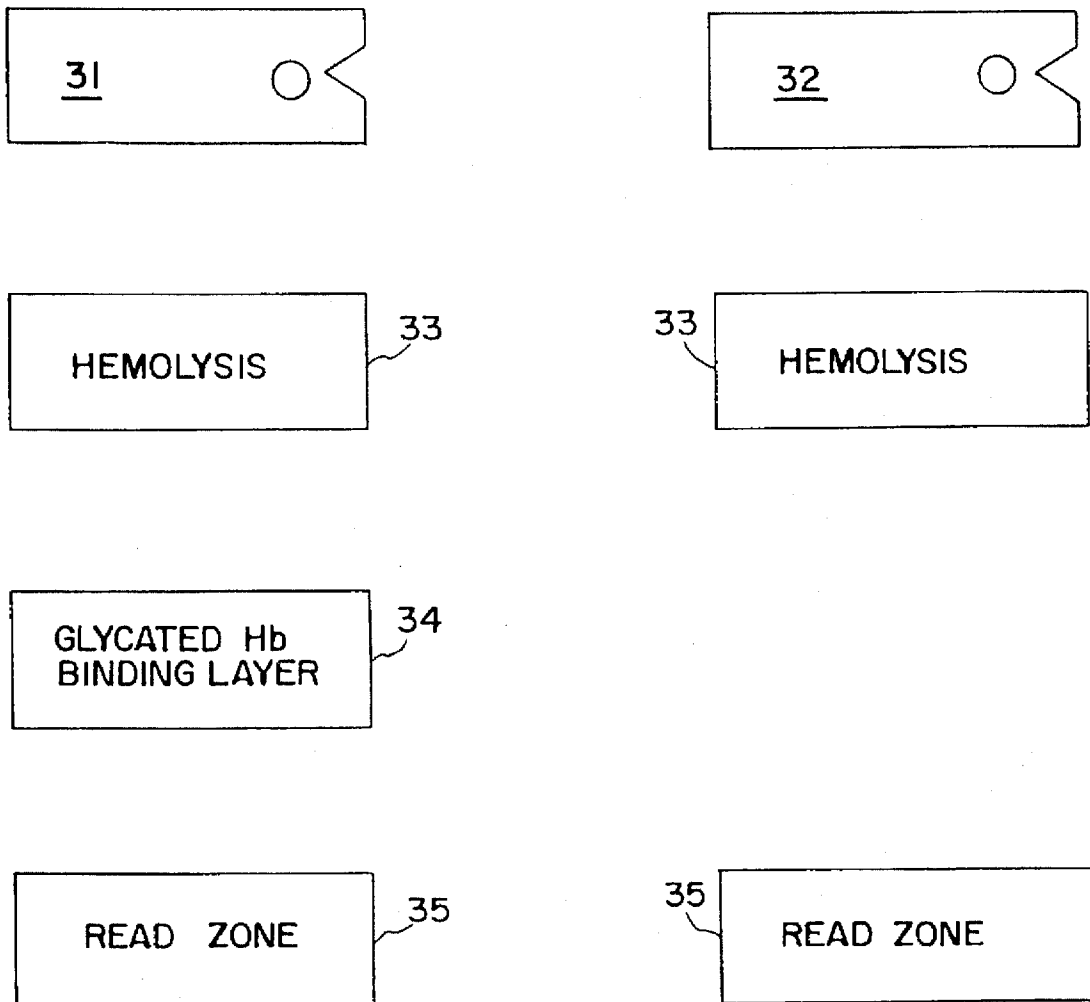 31
32
HEMOLYSIS
33
33
HEMOLYSIS
GLYCATED Hb
BINDING LAYER
34
READ ZONE
35
35
READ ZONE